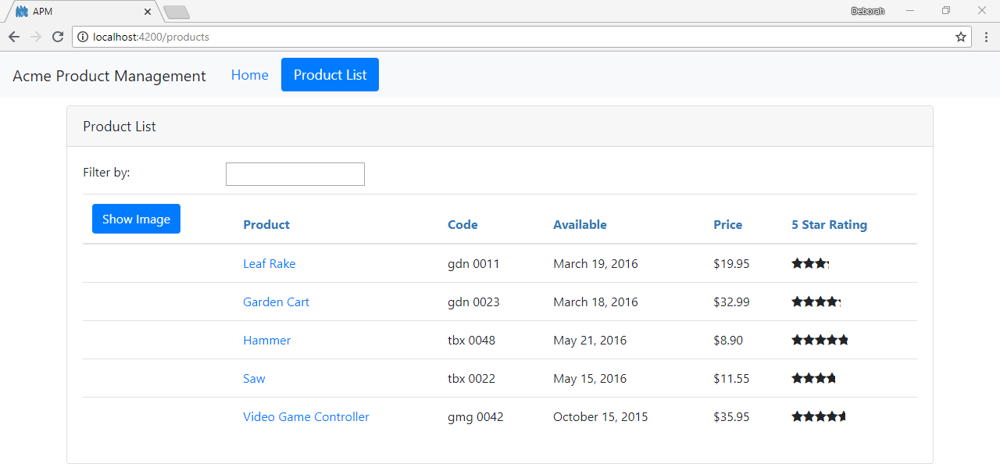 APM
Deborah
localhost:4200/products
Acme Product Management Home Product List
Product List
Filter by:
Show Image Product Code Available Price 5 Star Rating
Leaf Rake gdn 0011 March 19, 2016 $19.95
Garden Cart gdn 0023 March 18, 2016 $32.99
Hammer tbx 0048 May 21, 2016 $8.90
Saw tbx 0022 May 15, 2016 $11.55
Video Game Controller gmg 0042 October 15, 2015 $35.95